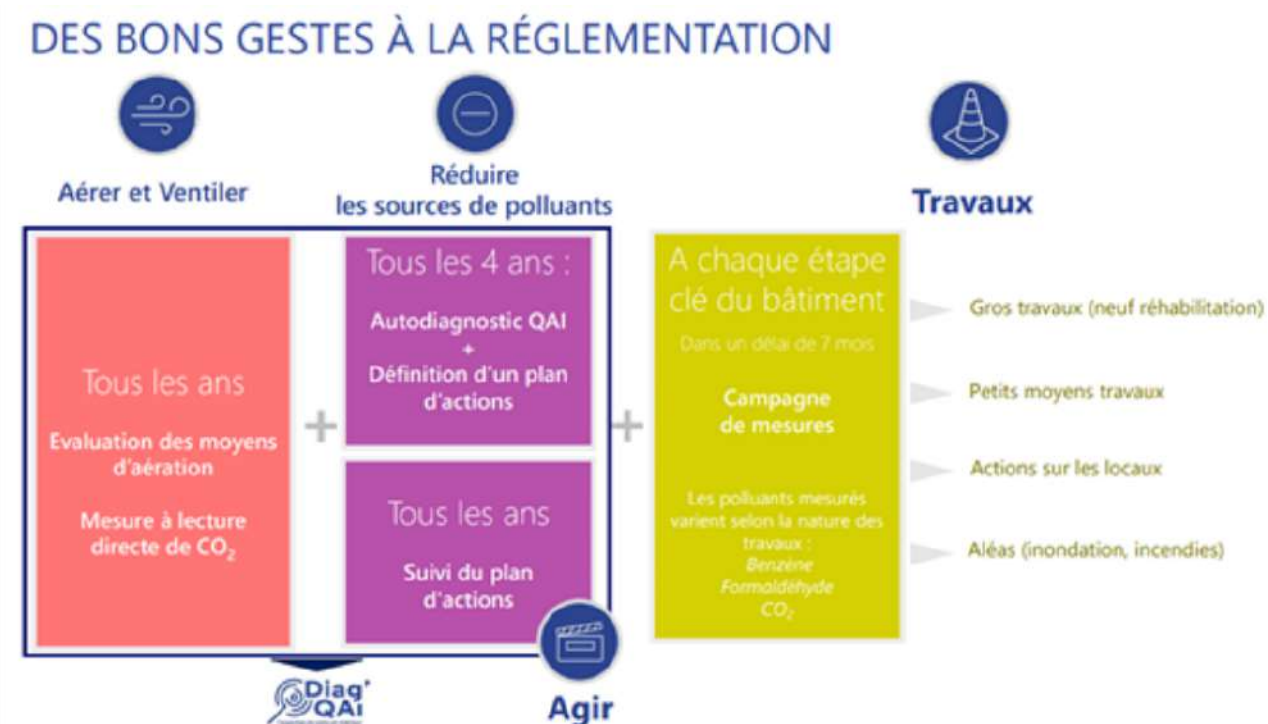 DES BONS GESTES À LA RÉGLEMENTATION
Aérer et Ventiler
Réduire
les sources de polluants
Travaux
Tous les ans
Evaluation des moyens
d'aération
Mesure à lecture
directe de CO₂
+
Tous les 4 ans :
Autodiagnostic QAI
+
Définition d'un plan
d'actions
Tous les ans
Suivi du plan
d'actions
+
A chaque étape
clé du bâtiment
Dans un délai de 7 mois
Campagne
de mesures
Les polluants mesurés
varient selon la nature des
travaux :
Benzène
Formaldéhyde
CO₂
Gros travaux (neuf réhabilitation)
Petits moyens travaux
Actions sur les locaux
Aléas (inondation, incendies)
Diag'
QAI
Agir